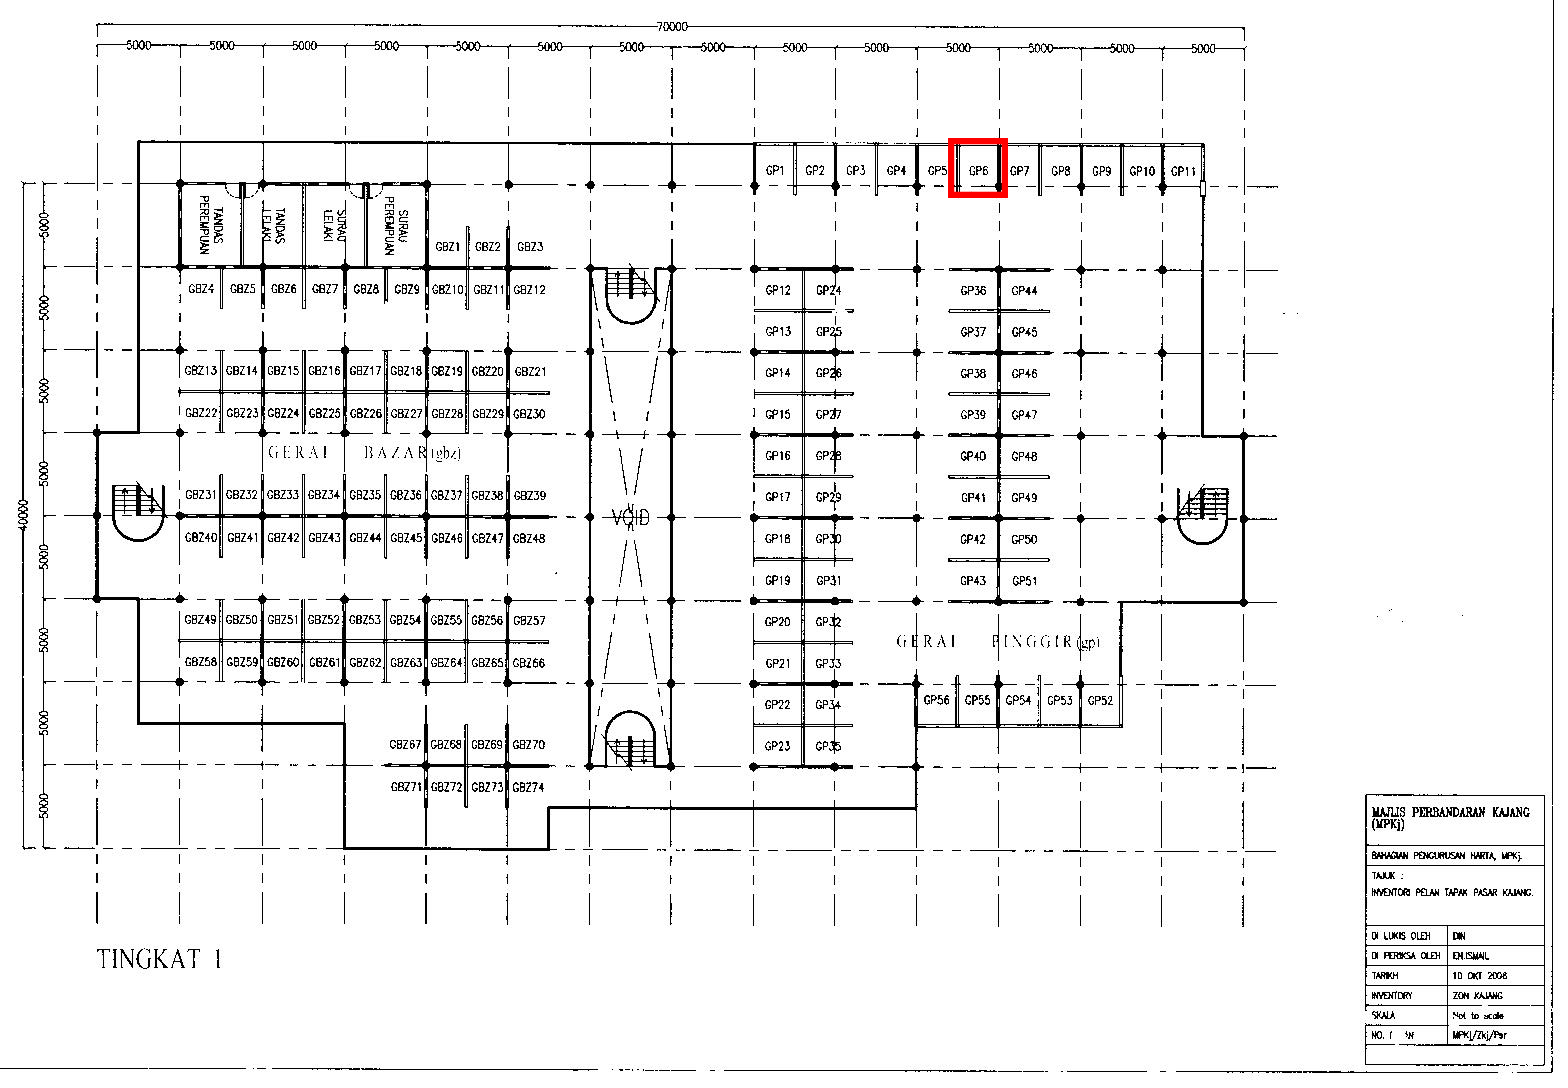 70000
5000 5000 5000 5000 5000 5000 5000 5000 5000 5000 5000 5000 5000 5000
GP1 GP2 GP3 GP4 GP5 GP6 GP7 GP8 GP9 GP10 GP11
TANDAS PEREMPUAN
TANDAS LELAKI
SURAU LELAKI
SURAU PEREMPUAN
GBZ1 GBZ2 GBZ3
GBZ4 GBZ5 GBZ6 GBZ7 GBZ8 GBZ9 GBZ10 GBZ11 GBZ12
GBZ13 GBZ14 GBZ15 GBZ16 GBZ17 GBZ18 GBZ19 GBZ20 GBZ21
GBZ22 GBZ23 GBZ24 GBZ25 GBZ26 GBZ27 GBZ28 GBZ29 GBZ30
GERAI BAZAR(gbz)
GBZ31 GBZ32 GBZ33 GBZ34 GBZ35 GBZ36 GBZ37 GBZ38 GBZ39
GBZ40 GBZ41 GBZ42 GBZ43 GBZ44 GBZ45 GBZ46 GBZ47 GBZ48
GBZ49 GBZ50 GBZ51 GBZ52 GBZ53 GBZ54 GBZ55 GBZ56 GBZ57
GBZ58 GBZ59 GBZ60 GBZ61 GBZ62 GBZ63 GBZ64 GBZ65 GBZ66
GBZ67 GBZ68 GBZ69 GBZ70
GBZ71 GBZ72 GBZ73 GBZ74
40000
5000 5000 5000 5000 5000 5000 5000 5000
VOID
GP12 GP24
GP13 GP25
GP14 GP26
GP15 GP27
GP16 GP28
GP17 GP29
GP18 GP30
GP19 GP31
GP20 GP32
GP21 GP33
GP22 GP34
GP23 GP35
GP36 GP44
GP37 GP45
GP38 GP46
GP39 GP47
GP40 GP48
GP41 GP49
GP42 GP50
GP43 GP51
GERAI PINGGIR(gp)
GP56 GP55 GP54 GP53 GP52
TINGKAT 1
MAJLIS PERBANDARAN KAJANG
(MPKj)
BAHAGIAN PENGURUSAN HARTA, MPKj.
TAJUK :
INVENTORI PELAN TAPAK PASAR KAJANG.
DI LUKIS OLEH DIN
DI PERIKSA OLEH EN.ISMAIL
TARIKH 10 OKT 2008
INVENTORY ZON KAJANG
SKALA Not to scale
NO. MPKj/Zkj/Psr